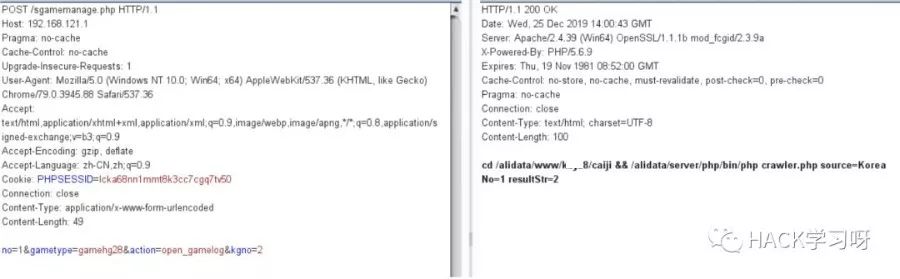 POST /sgamemanage.php HTTP/1.1
Host: 192.168.121.1
Pragma: no-cache
Cache-Control: no-cache
Upgrade-Insecure-Requests: 1
User-Agent: Mozilla/5.0 (Windows NT 10.0; Win64; x64) AppleWebKit/537.36 (KHTML, like Gecko)
Chrome/79.0.3945.88 Safari/537.36
Accept:
text/html,application/xhtml+xml,application/xml;q=0.9,image/webp,image/apng,*/*;q=0.8,application/s
igned-exchange;v=b3;q=0.9
Accept-Encoding: gzip, deflate
Accept-Language: zh-CN,zh;q=0.9
Cookie: PHPSESSID=lcka68nn1mmt8k3cc7cgq7tv50
Connection: close
Content-Type: application/x-www-form-urlencoded
Content-Length: 49
no=1&gametype=gamehg28&action=open_gamelog&kgno=2
HTTP/1.1 200 OK
Date: Wed, 25 Dec 2019 14:00:43 GMT
Server: Apache/2.4.39 (Win64) OpenSSL/1.1.1b mod_fcgid/2.3.9a
X-Powered-By: PHP/5.6.9
Expires: Thu, 19 Nov 1981 08:52:00 GMT
Cache-Control: no-store, no-cache, must-revalidate, post-check=0, pre-check=0
Pragma: no-cache
Connection: close
Content-Type: text/html; charset=UTF-8
Content-Length: 100
cd /alidata/www/k_,_8/caiji && /alidata/server/php/bin/php crawler.php source=Korea
No=1 resultStr=2
HACK学习呀